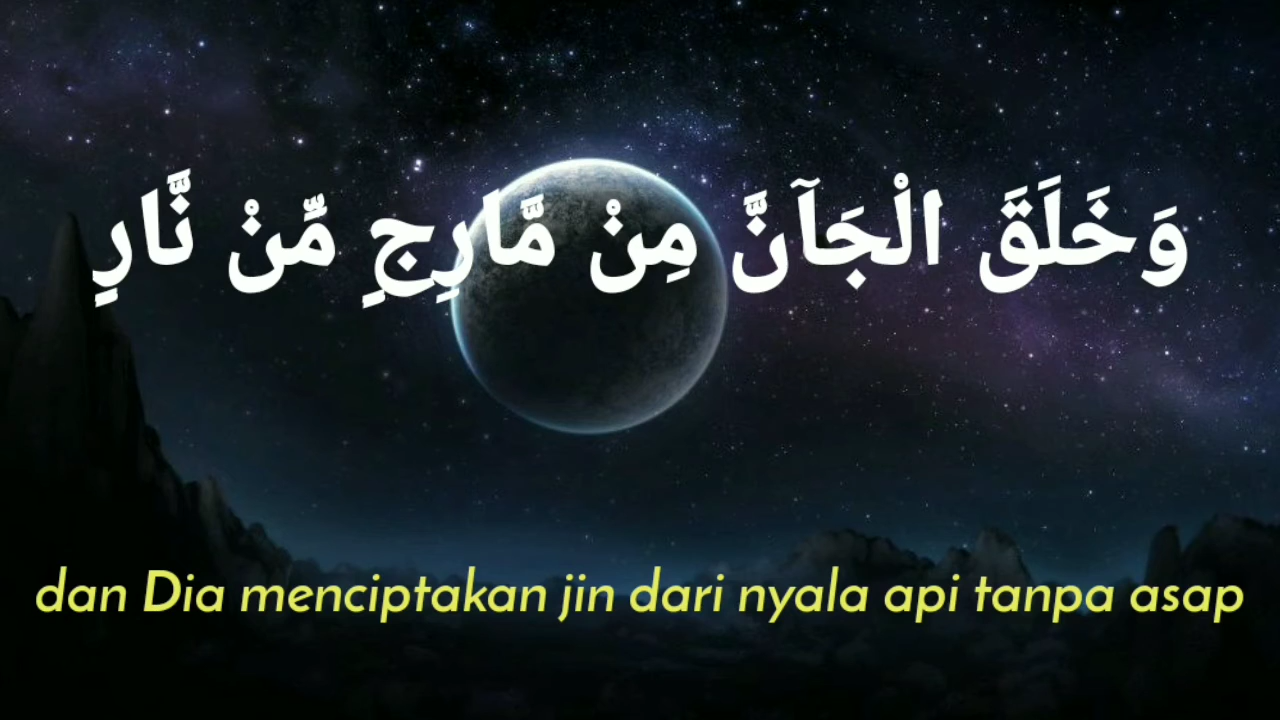 وَخَلَقَ الْجَآنَّ مِنْ مَّارِجٍ مِّنْ نَّارٍ
dan Dia menciptakan jin dari nyala api tanpa asap